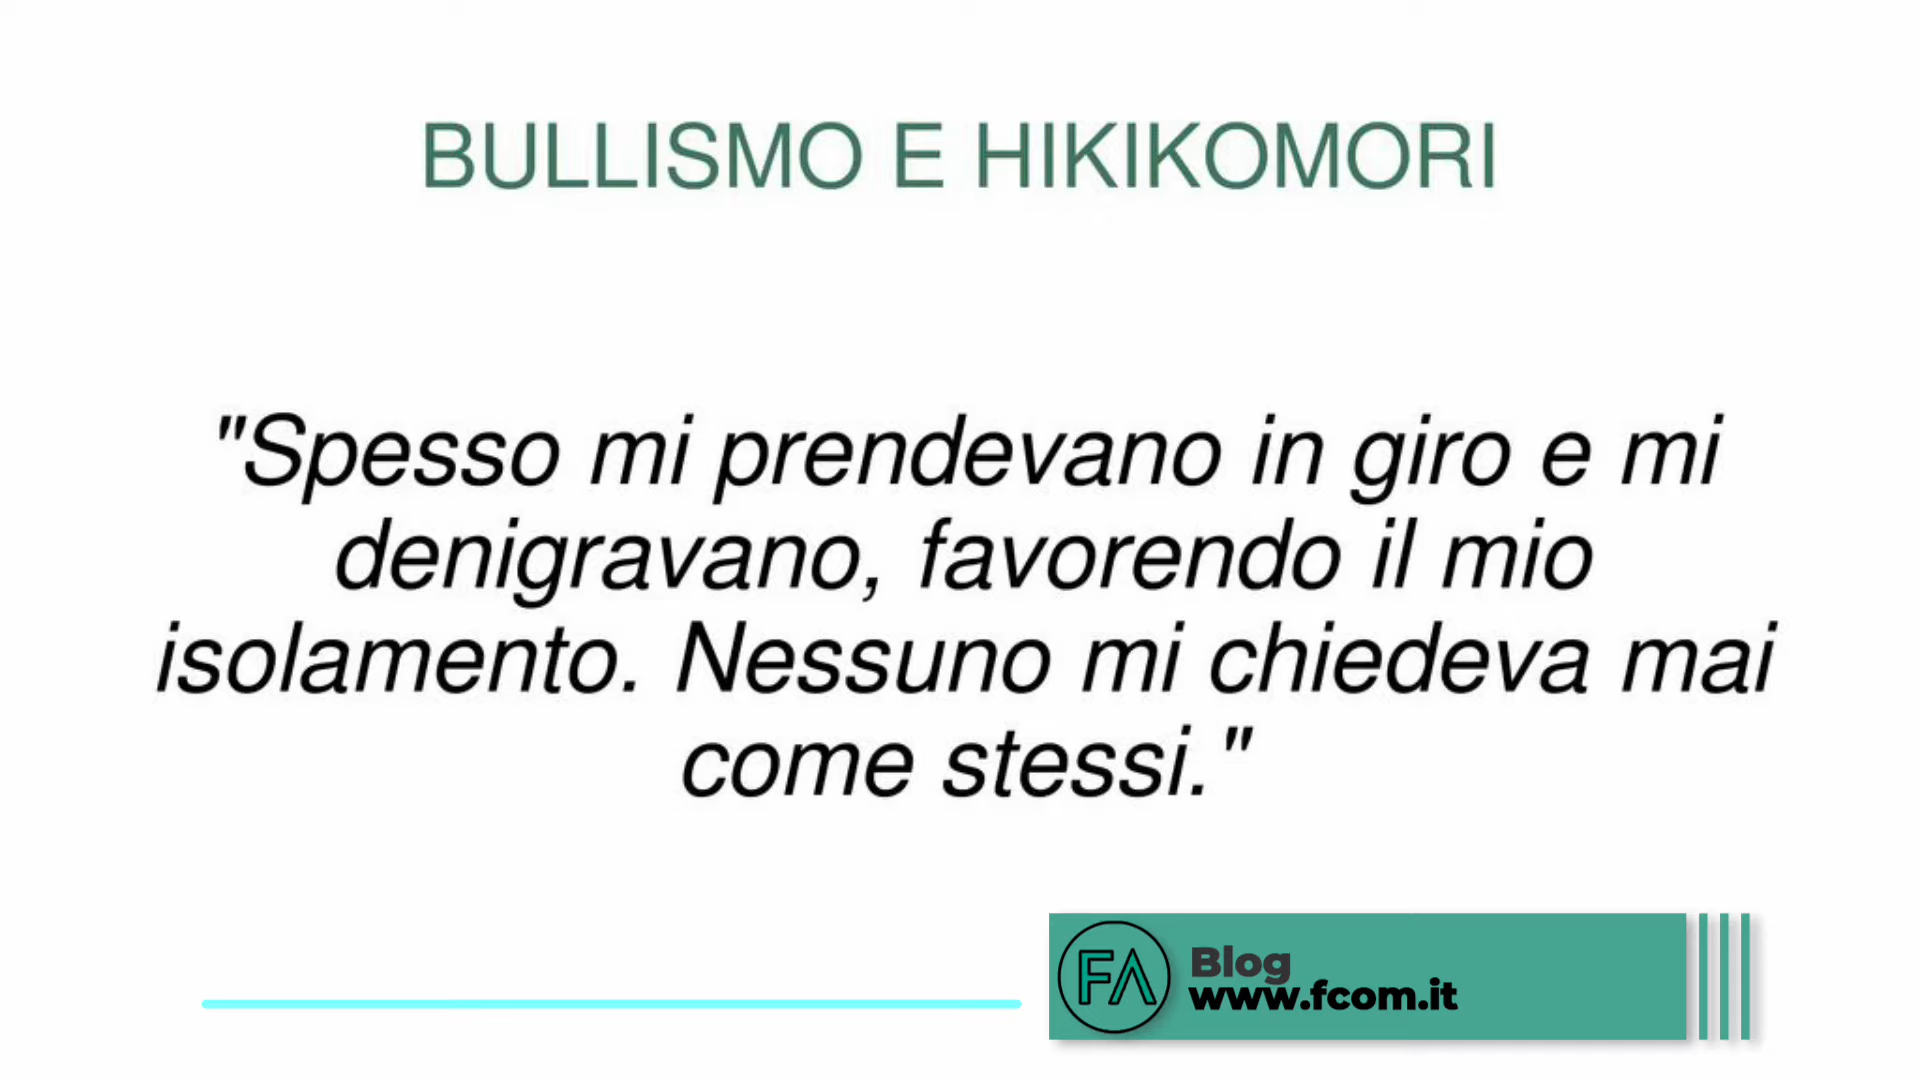 BULLISMO E HIKIKOMORI
"Spesso mi prendevano in giro e mi
denigravano, favorendo il mio
isolamento. Nessuno mi chiedeva mai
come stessi."
FA
Blog
www.fcom.it